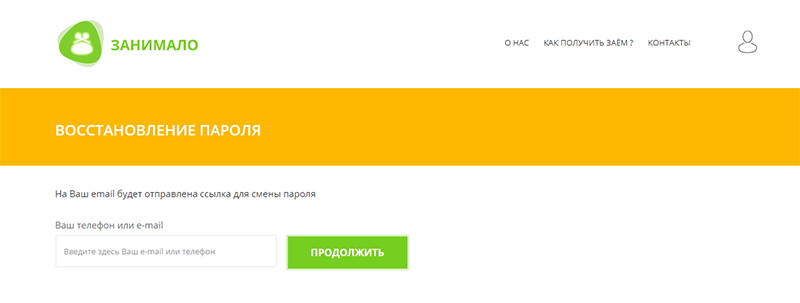 ЗАНИМАЛО
О НАС КАК ПОЛУЧИТЬ ЗАЁМ ? КОНТАКТЫ
ВОССТАНОВЛЕНИЕ ПАРОЛЯ
На Ваш email будет отправлена ссылка для смены пароля
Ваш телефон или e-mail
Введите здесь Ваш e-mail или телефон
ПРОДОЛЖИТЬ